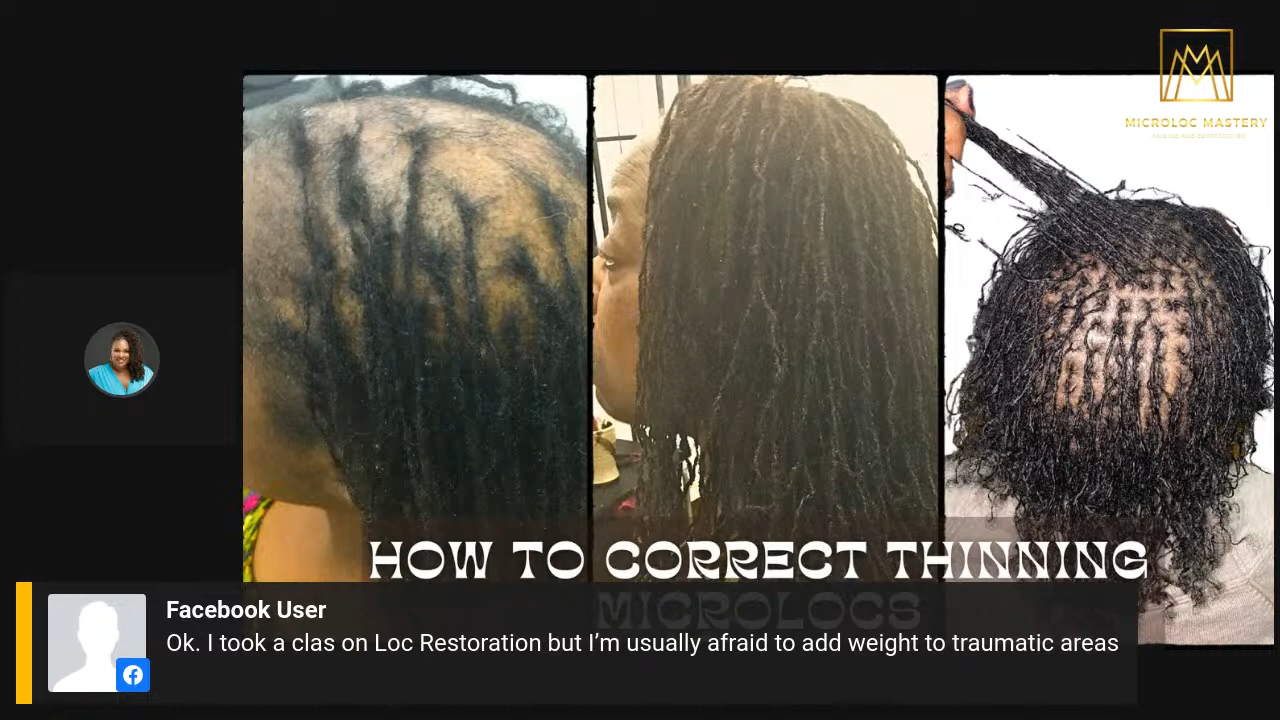 MICROLOC MASTERY
HOW TO CORRECT THINNING
MICROLOCS
Facebook User
Ok. I took a clas on Loc Restoration but I’m usually afraid to add weight to traumatic areas